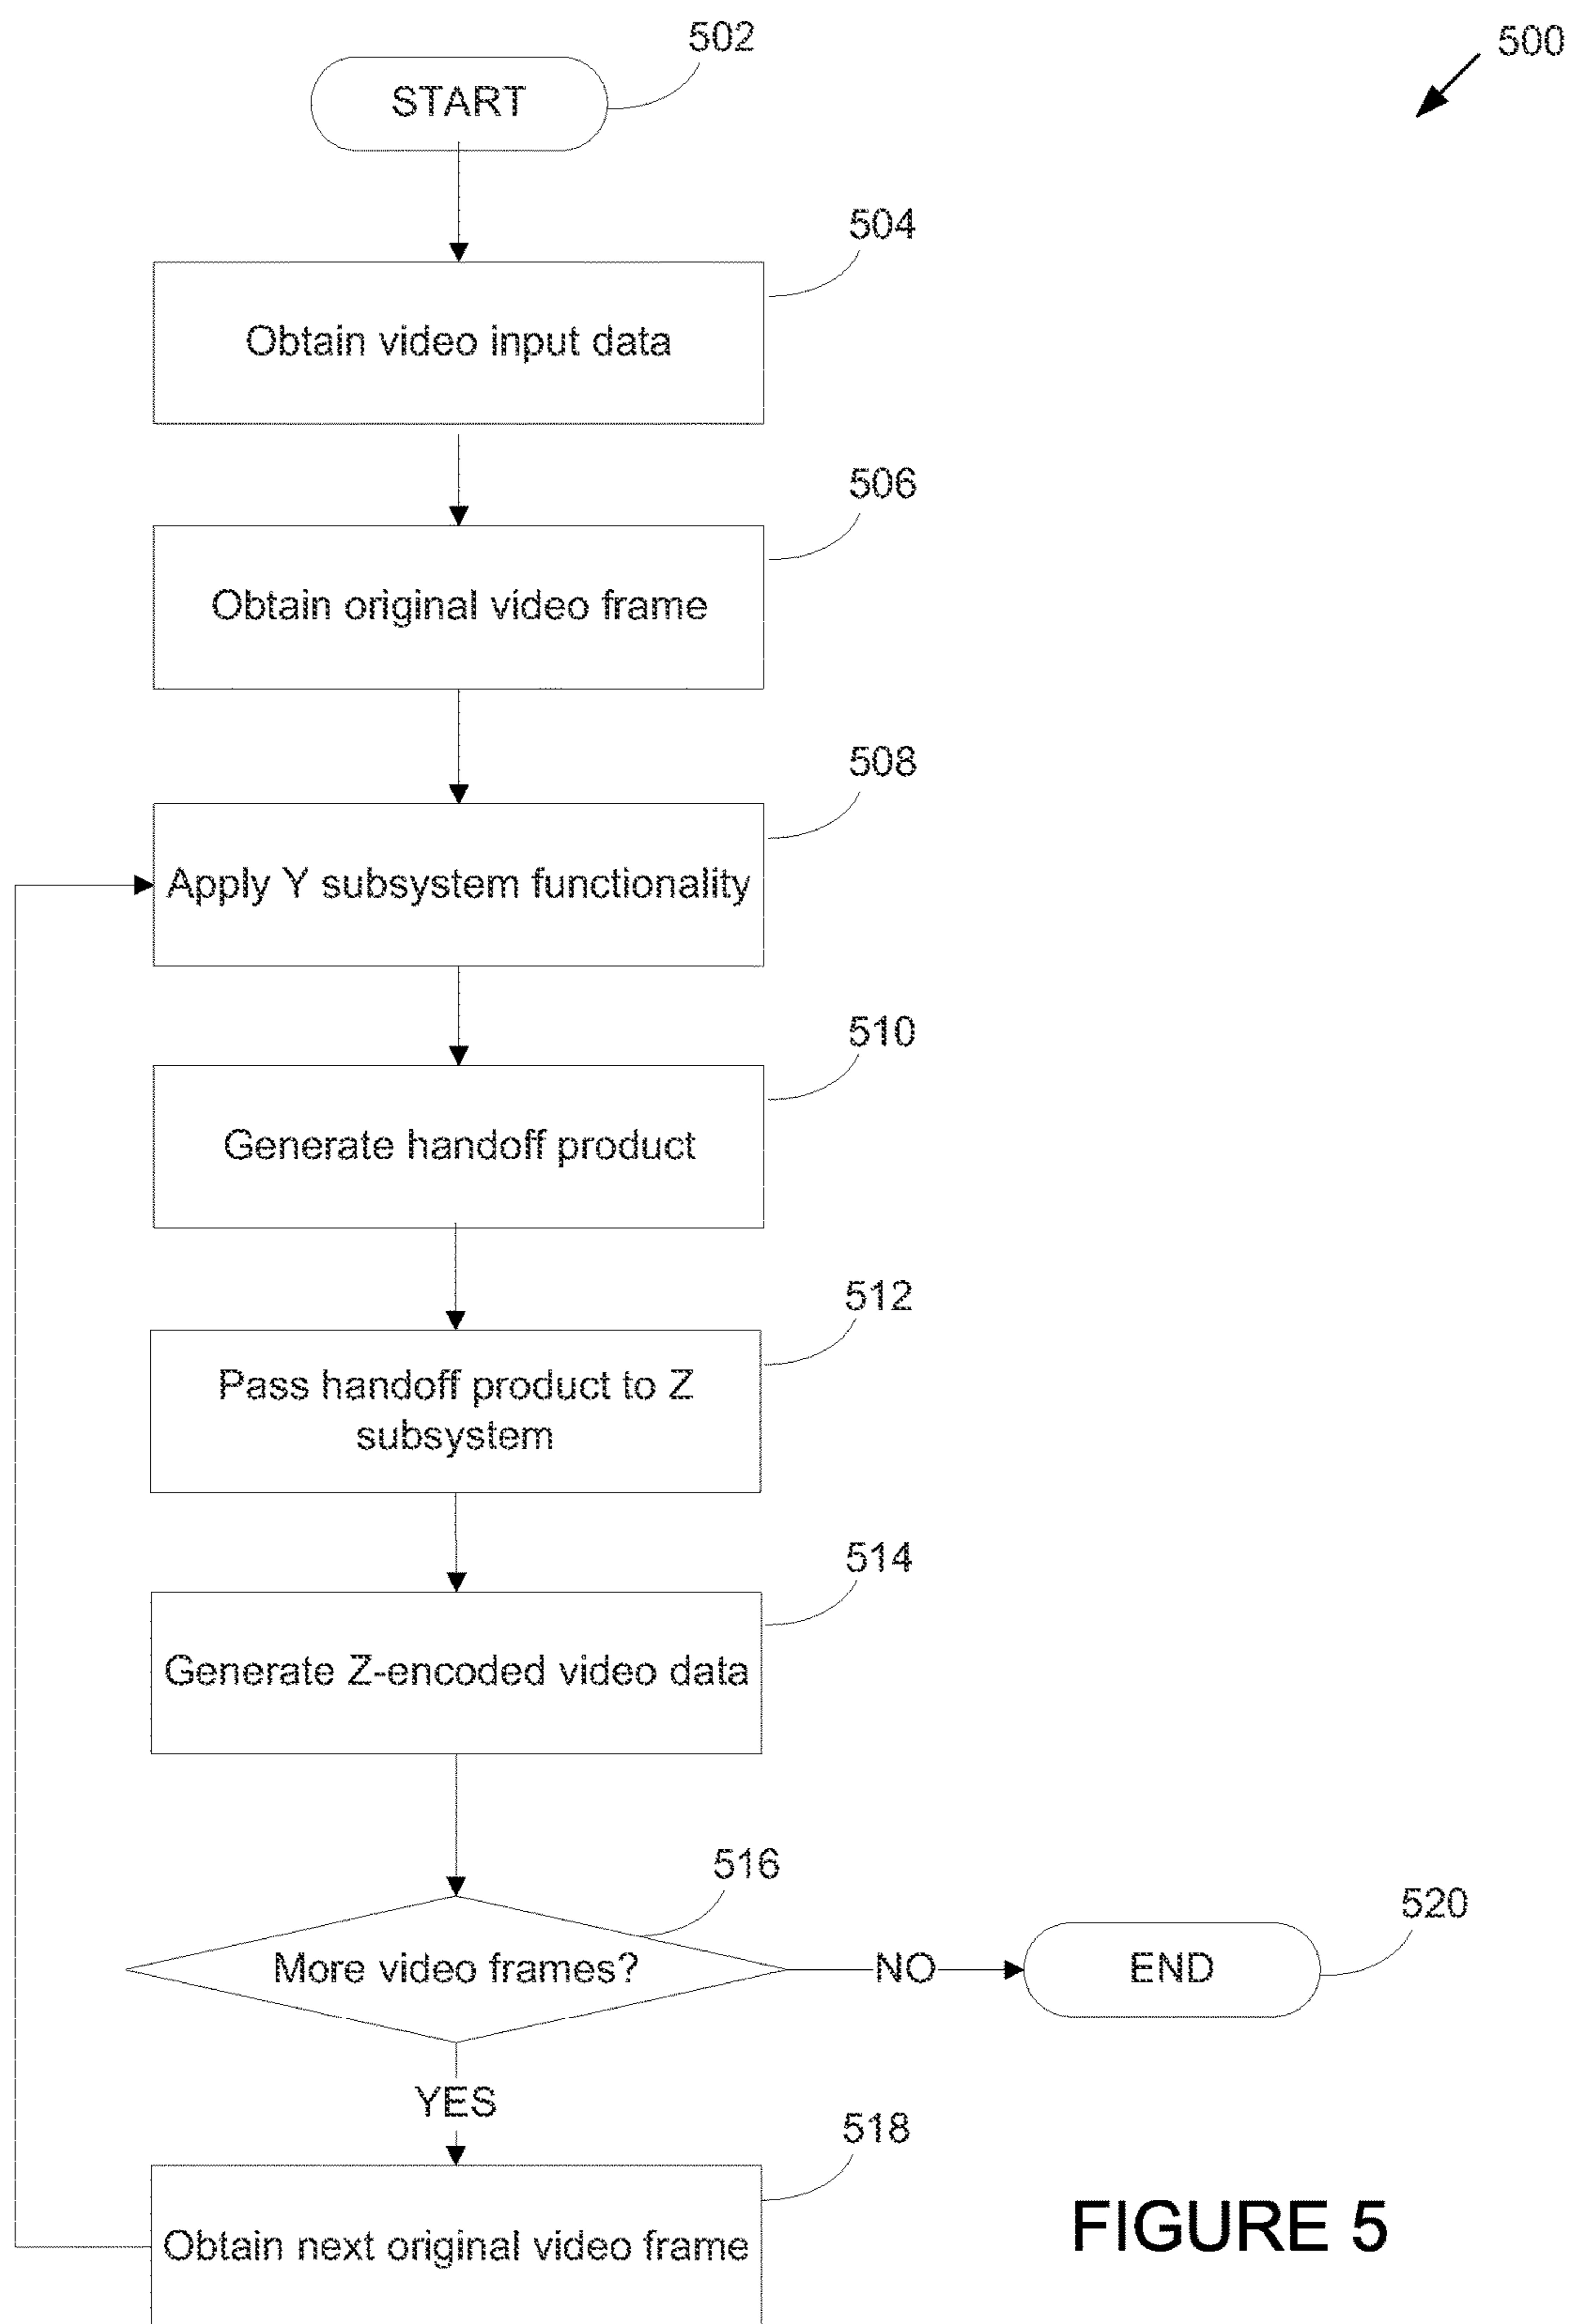 502
500
START
504
Obtain video input data
506
Obtain original video frame
508
Apply Y subsystem functionality
510
Generate handoff product
512
Pass handoff product to Z
subsystem
514
Generate Z-encoded video data
516
More video frames?
NO
END
520
YES
518
Obtain next original video frame
FIGURE 5